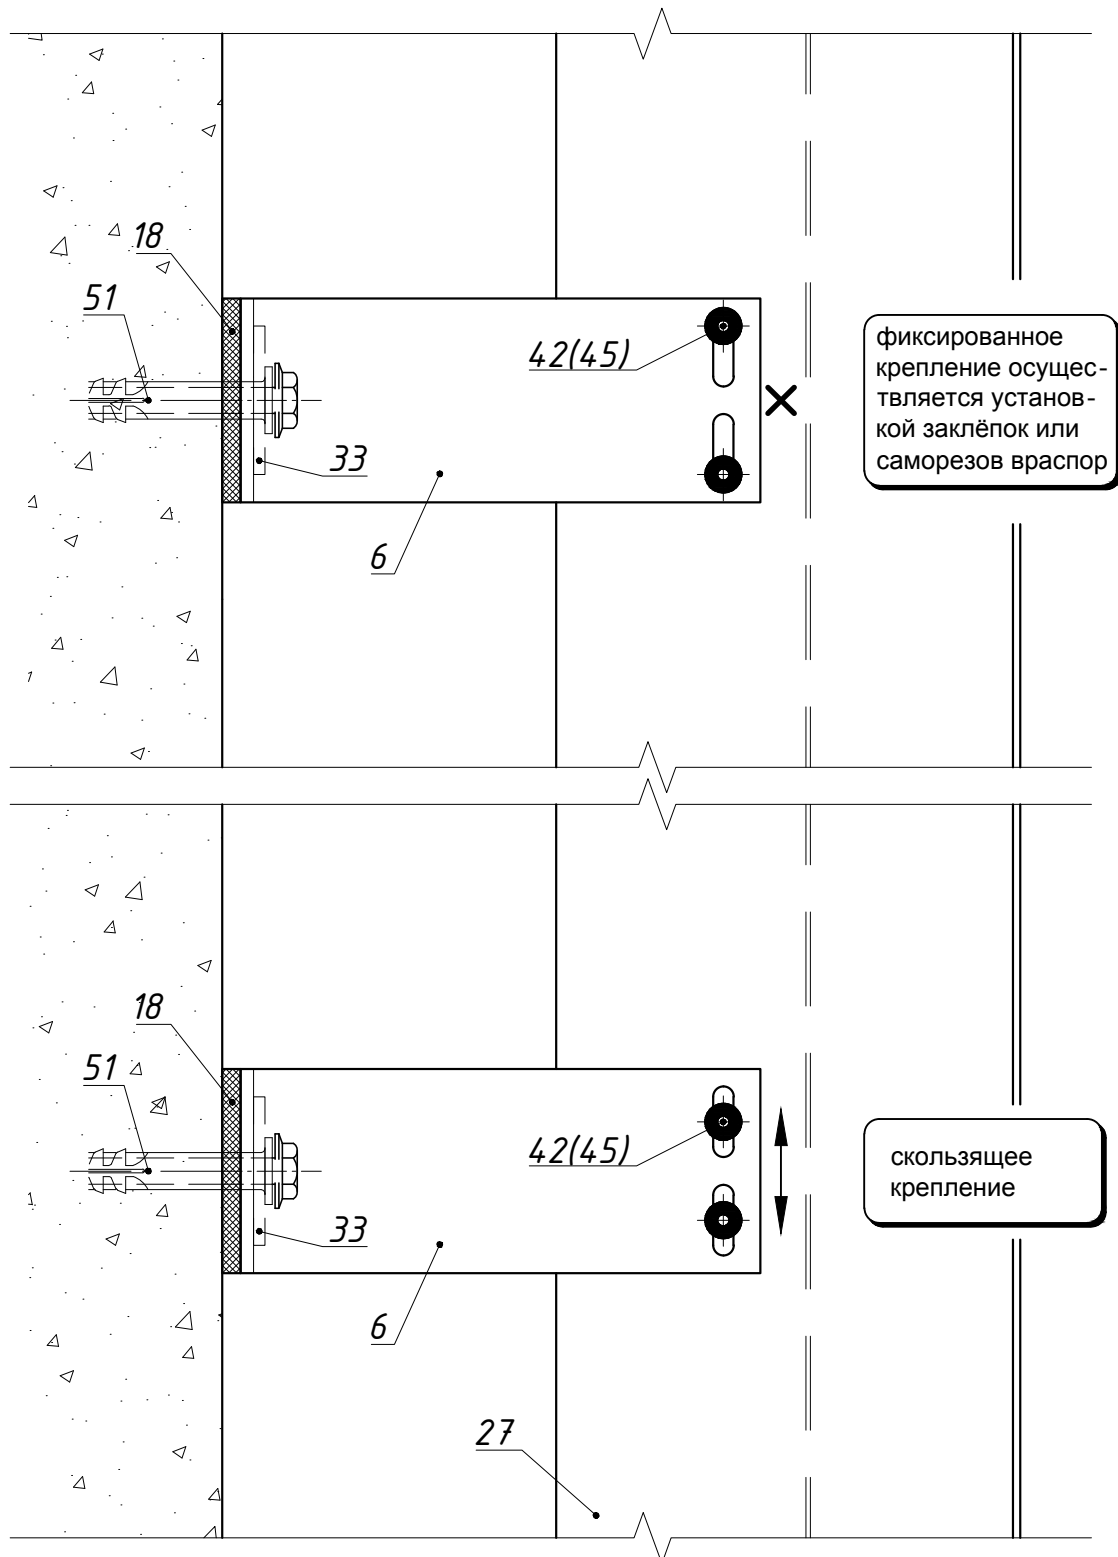 18
51
42(45)
33
6
фиксированное
крепление осущес-
твляется установ-
кой заклёпок или
саморезов враспор
18
51
42(45)
33
6
скользящее
крепление
27